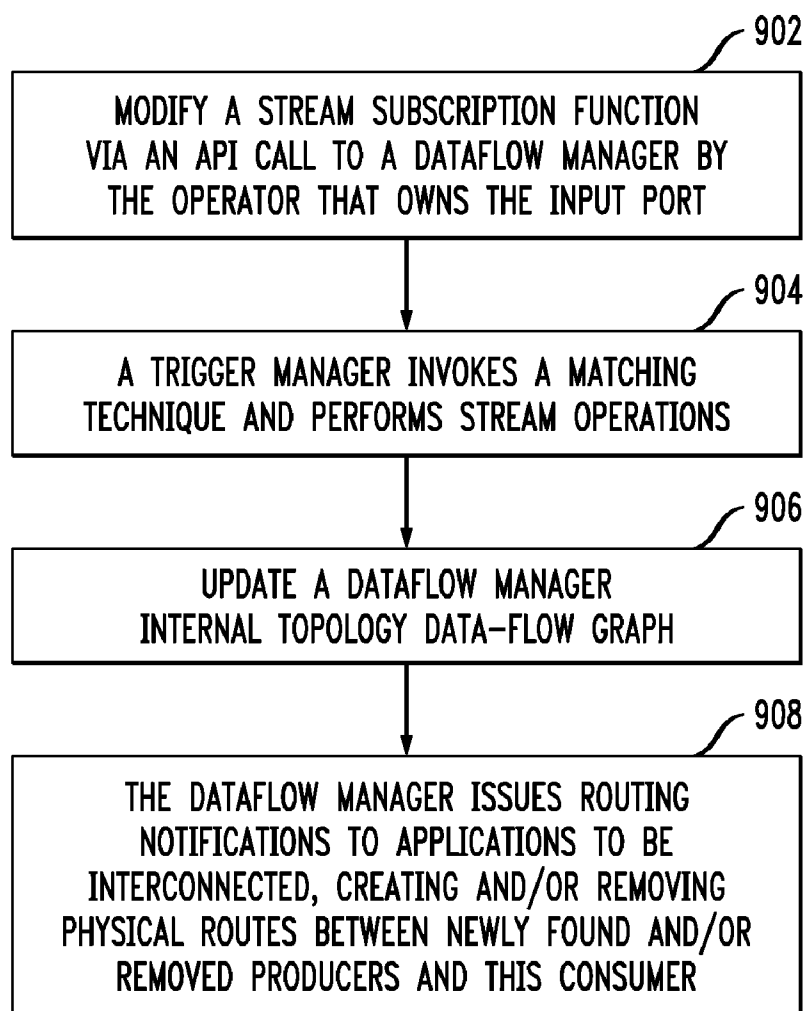 902
MODIFY A STREAM SUBSCRIPTION FUNCTION
VIA AN API CALL TO A DATAFLOW MANAGER BY
THE OPERATOR THAT OWNS THE INPUT PORT
904
A TRIGGER MANAGER INVOKES A MATCHING
TECHNIQUE AND PERFORMS STREAM OPERATIONS
906
UPDATE A DATAFLOW MANAGER
INTERNAL TOPOLOGY DATA-FLOW GRAPH
908
THE DATAFLOW MANAGER ISSUES ROUTING
NOTIFICATIONS TO APPLICATIONS TO BE
INTERCONNECTED, CREATING AND/OR REMOVING
PHYSICAL ROUTES BETWEEN NEWLY FOUND AND/OR
REMOVED PRODUCERS AND THIS CONSUMER